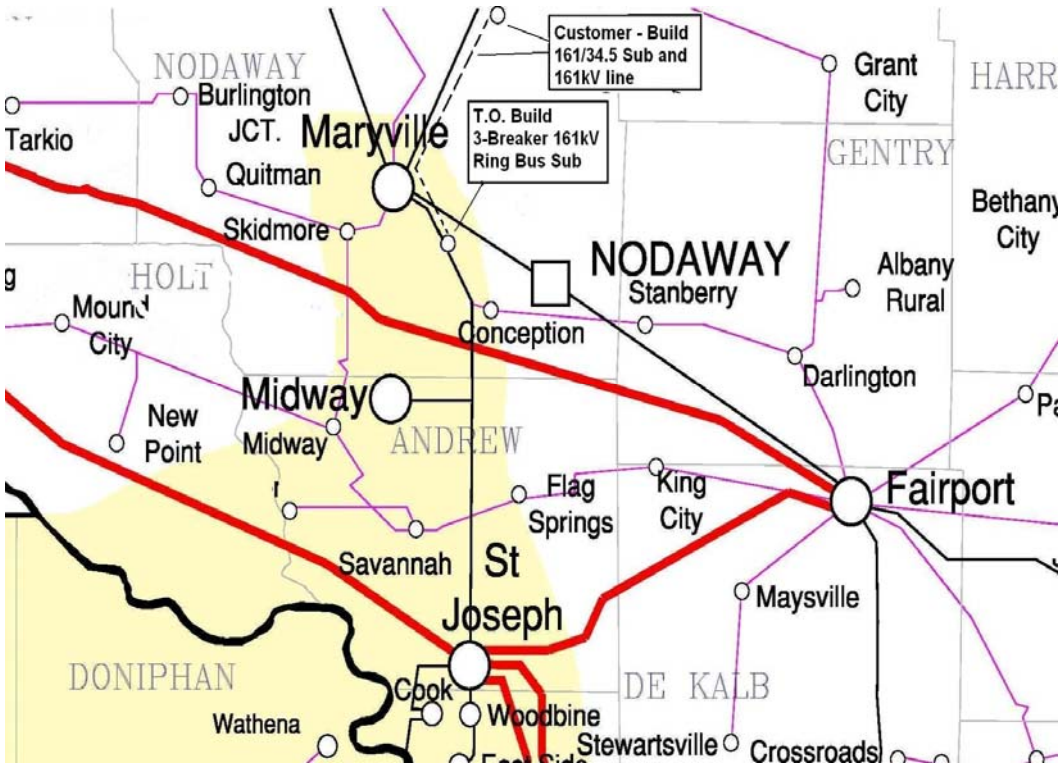 Customer - Build
161/34.5 Sub and
161kV line
Grant
City
HARR
NODAWAY
Burlington
JCT.
Tarkio
T.O. Build
3-Breaker 161kV
Ring Bus Sub
Maryville
GENTRY
Quitman
Bethany
City
Skidmore
NODAWAY
Stanberry
Albany
Rural
HOLT
g
Mound
City
Conception
Darlington
Midway
Pa
New
Point
Midway
ANDREW
Flag
Springs
King
City
Fairport
Savannah
St
Joseph
Maysville
DONIPHAN
Cook
DE KALB
Wathena
Woodbine
Stewartsville
Crossroads
East Side